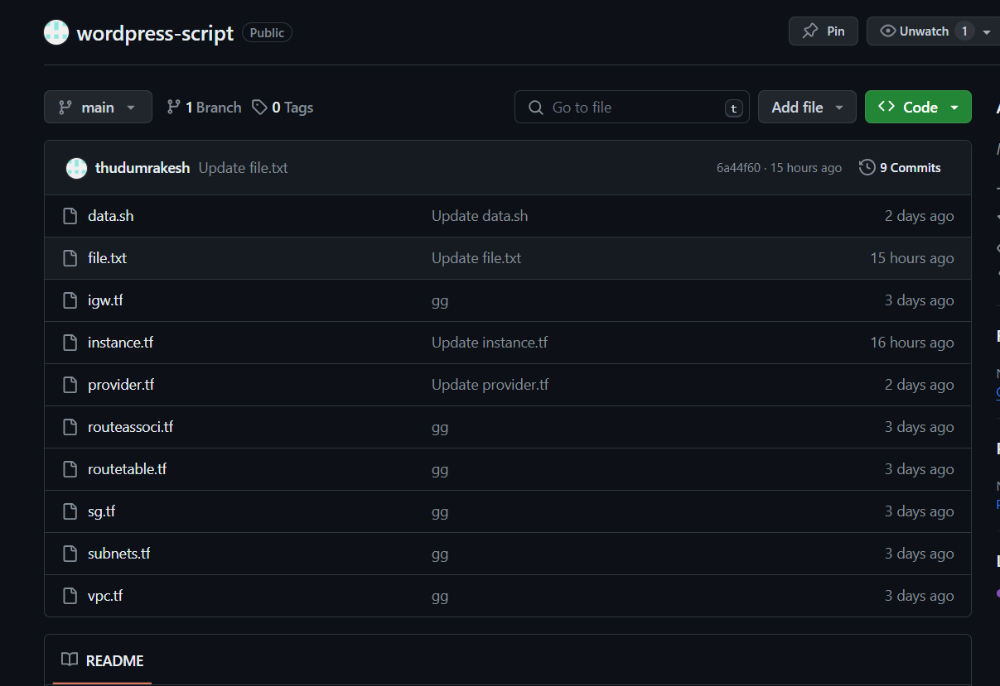 wordpress-script Public Pin Unwatch 1
main 1 Branch 0 Tags Go to file t Add file Code
thudumrakesh Update file.txt 6a44f60 · 15 hours ago 9 Commits
data.sh Update data.sh 2 days ago
file.txt Update file.txt 15 hours ago
igw.tf gg 3 days ago
instance.tf Update instance.tf 16 hours ago
provider.tf Update provider.tf 2 days ago
routeassoci.tf gg 3 days ago
routetable.tf gg 3 days ago
sg.tf gg 3 days ago
subnets.tf gg 3 days ago
vpc.tf gg 3 days ago
README